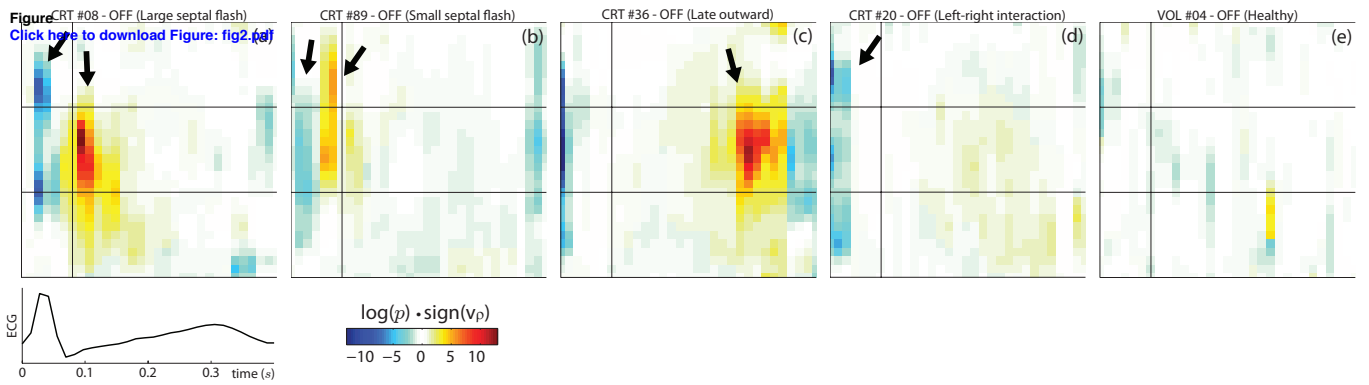 Figure
Click here to download Figure: fig2.pdf
CRT #08 - OFF (Large septal flash)
(a)
CRT #89 - OFF (Small septal flash)
(b)
CRT #36 - OFF (Late outward)
(c)
CRT #20 - OFF (Left-right interaction)
(d)
VOL #04 - OFF (Healthy)
(e)
ECG
0 0.1 0.2 0.3 time (s)
log(p) • sign(vρ)
−10 −5 0 5 10